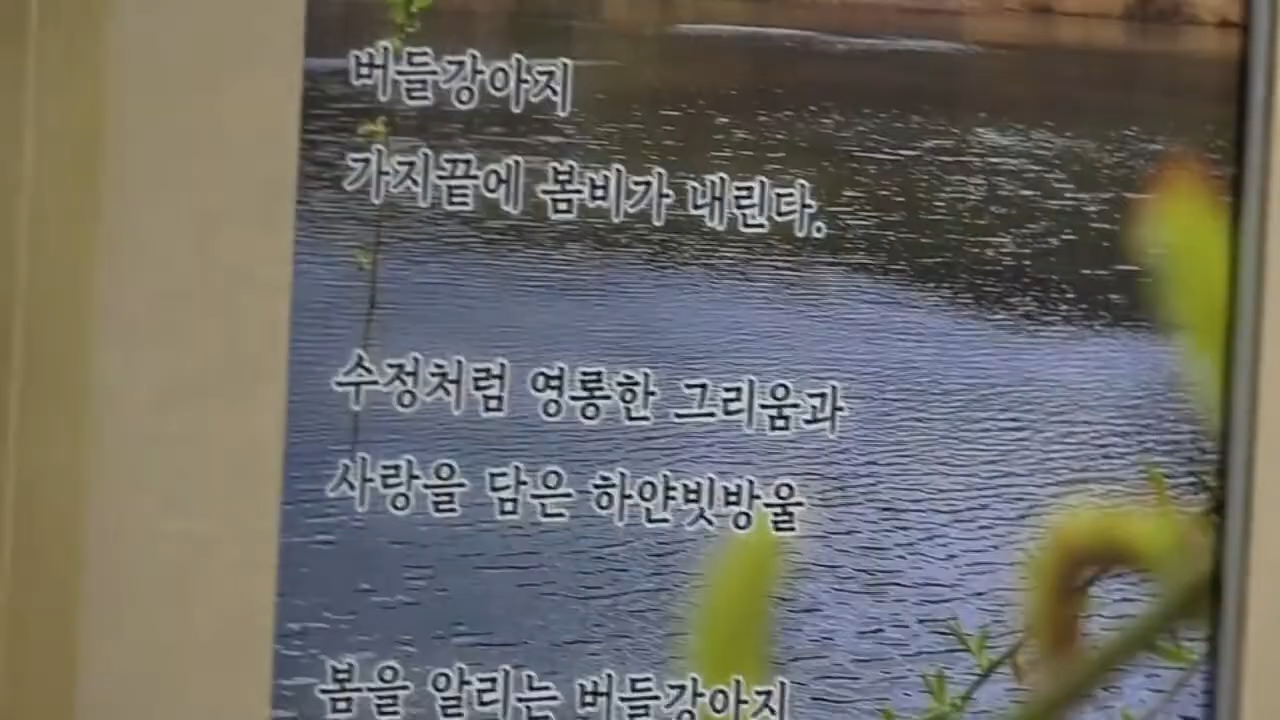 버들강아지
가지끝에 봄비가 내린다.
수정처럼 영롱한 그리움과
사랑을 담은 하얀빗방울
봄을 알리는 버들강아지